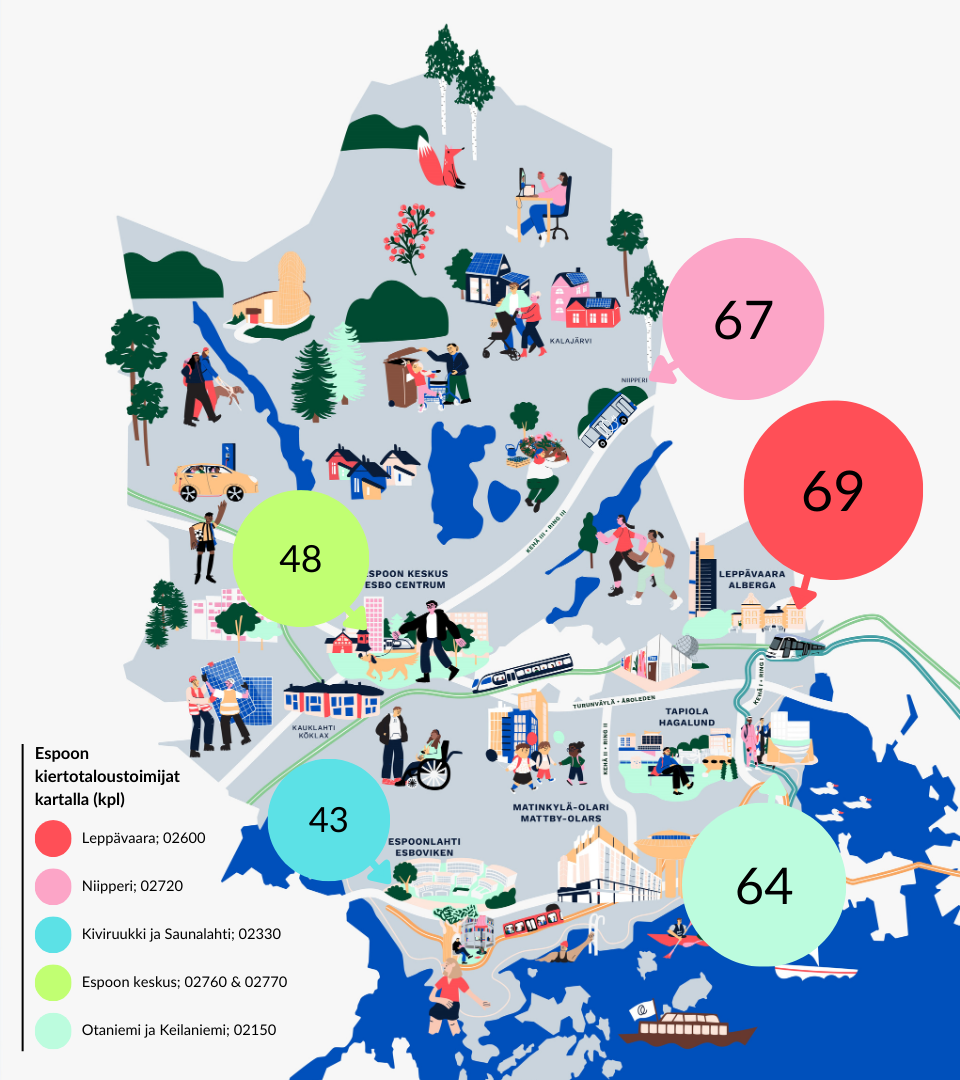 67
KALAJÄRVI
NIIPPERI
69
KEHÄ III • RING III
48
ESPOON KESKUS
ESBO CENTRUM
LEPPÄVAARA
ALBERGA
KEHÄ I • RING I
TURUNVÄYLÄ • ÅBOLEDEN
TAPIOLA
HAGALUND
KAUKLAHTI
KÖKLAX
KEHÄ II • RING II
43
MATINKYLÄ-OLARI
MATTBY-OLARS
ESPOONLAHTI
ESBOVIKEN
64
Espoon
kiertotaloustoimijat
kartalla (kpl)
Leppävaara; 02600
Niipperi; 02720
Kiviruukki ja Saunalahti; 02330
Espoon keskus; 02760 & 02770
Otaniemi ja Keilaniemi; 02150